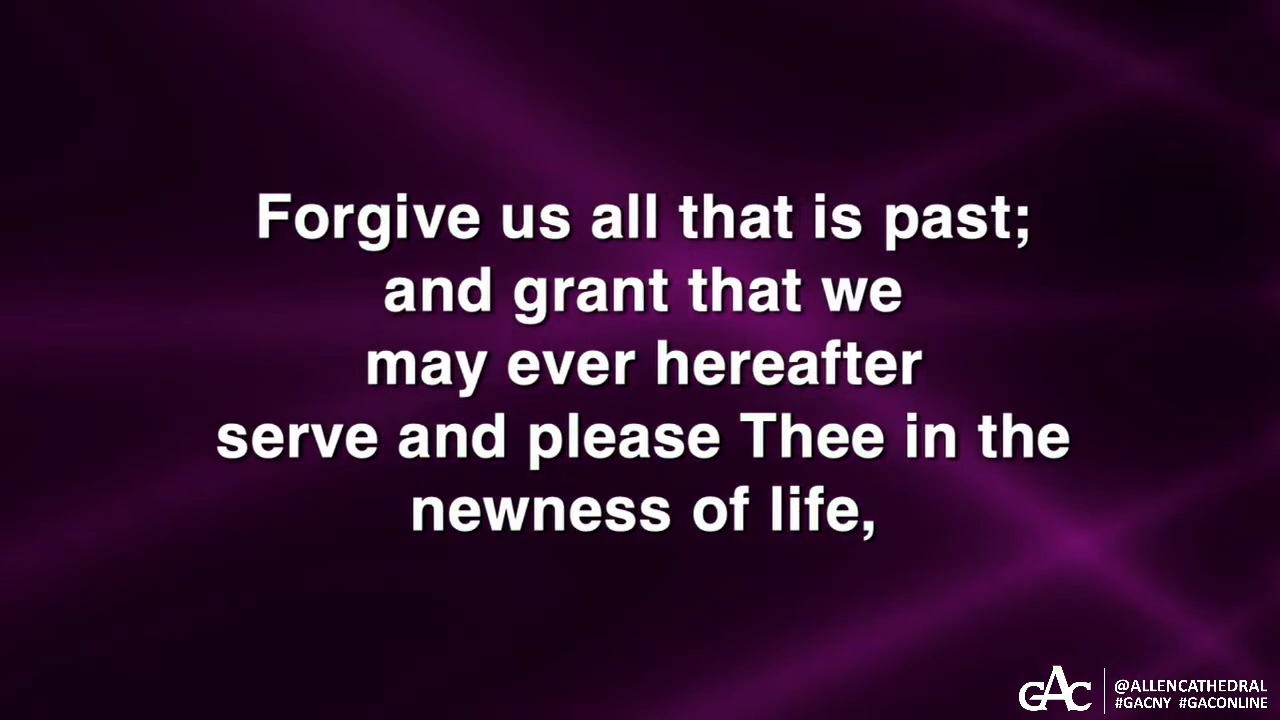 Forgive us all that is past;
and grant that we
may ever hereafter
serve and please Thee in the
newness of life,
GAC
@ALLENCATHEDRAL
#GACNY #GACONLINE